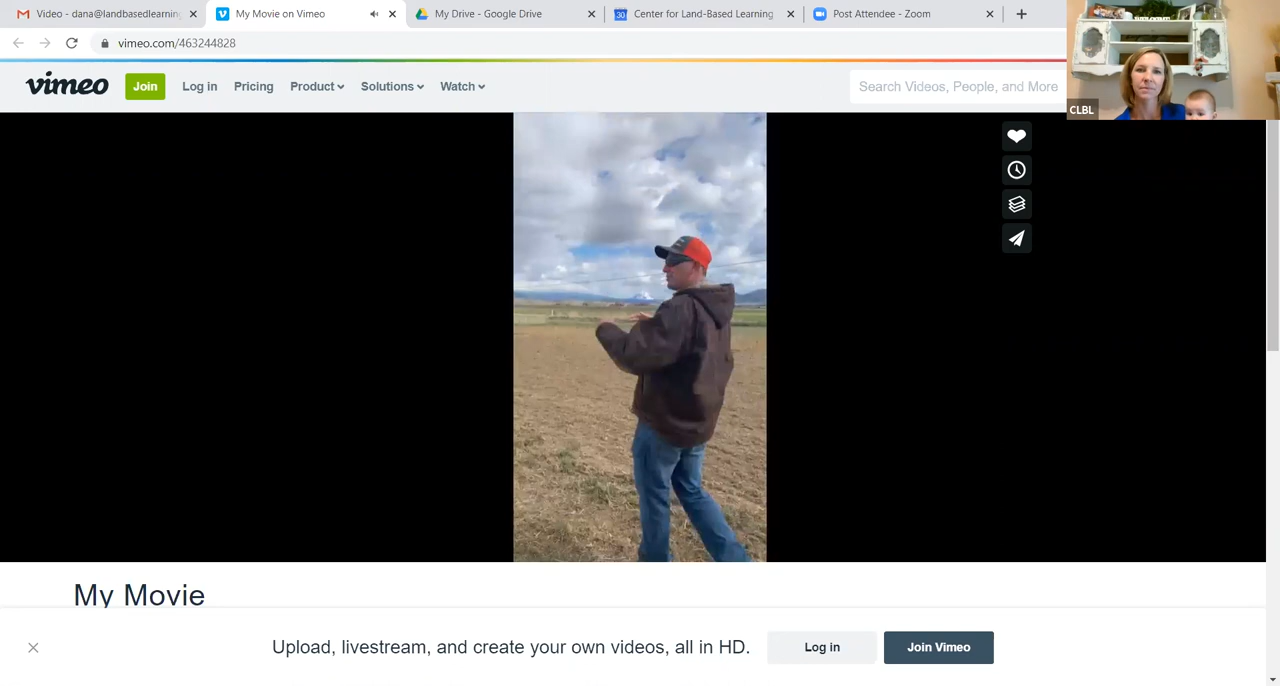 Video - dana@landbasedlearning
My Movie on Vimeo
My Drive - Google Drive
Center for Land-Based Learning
Post Attendee - Zoom
vimeo.com/463244828
vimeo
Join
Log in
Pricing
Product
Solutions
Watch
Search Videos, People, and More
CLBL
My Movie
Upload, livestream, and create your own videos, all in HD.
Log in
Join Vimeo